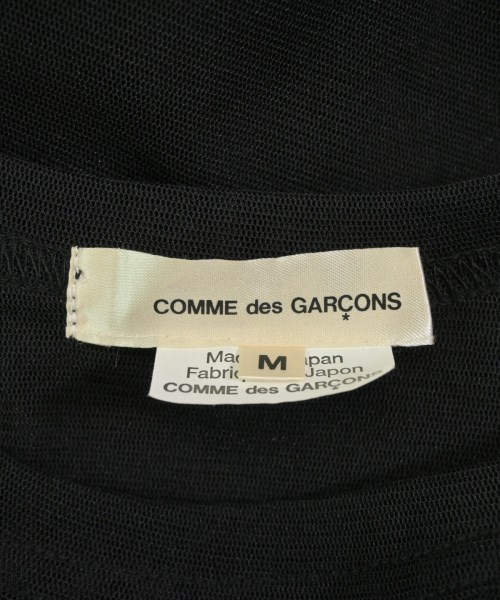 COMME des GARÇONS
*
M
Japan
Japon
COMME des GARÇONS